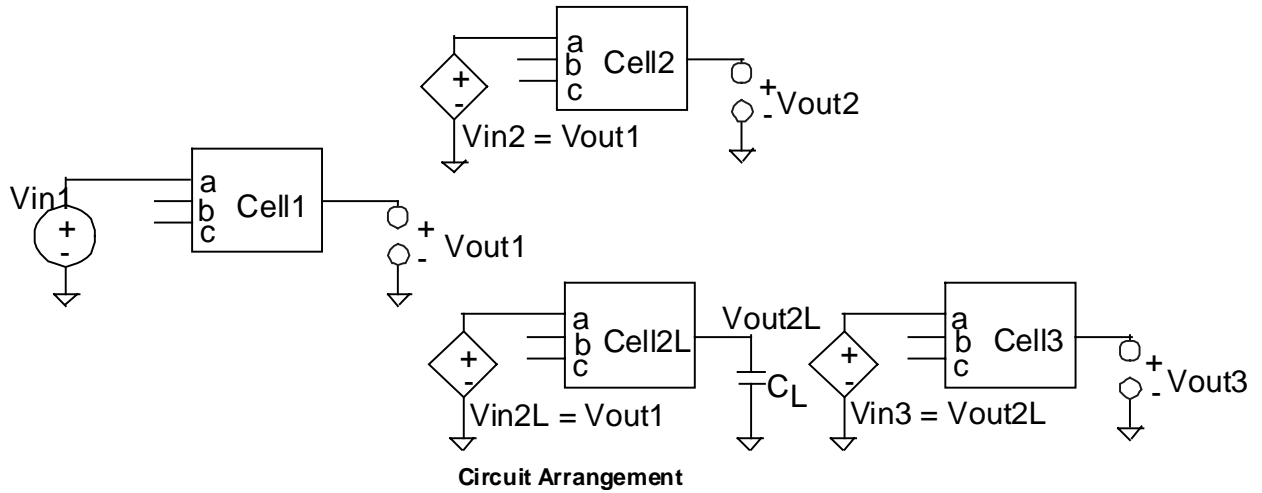 a
b
c
Cell2
+
-
+
-
Vout2
Vin2 = Vout1
Vin1
+
-
a
b
c
Cell1
+
-
Vout1
a
b
c
Cell2L
+
-
Vin2L = Vout1
Vout2L
CL
a
b
c
Cell3
+
-
Vin3 = Vout2L
+
-
Vout3
Circuit Arrangement